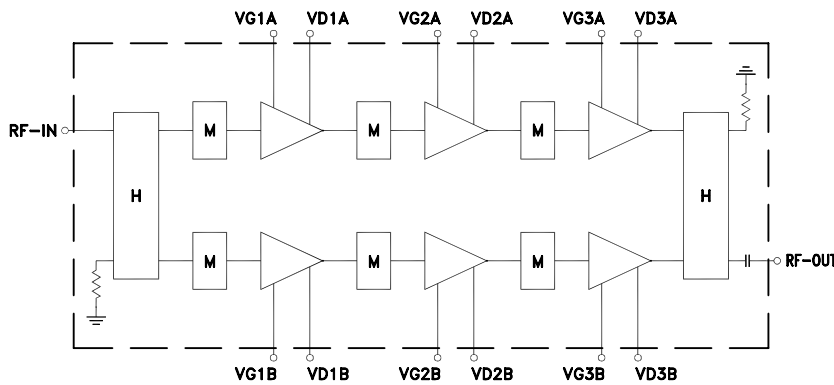 VG1A VD1A VG2A VD2A VG3A VD3A
M M M
RF-IN
H H
M M M
RF-OUT
VG1B VD1B VG2B VD2B VG3B VD3B